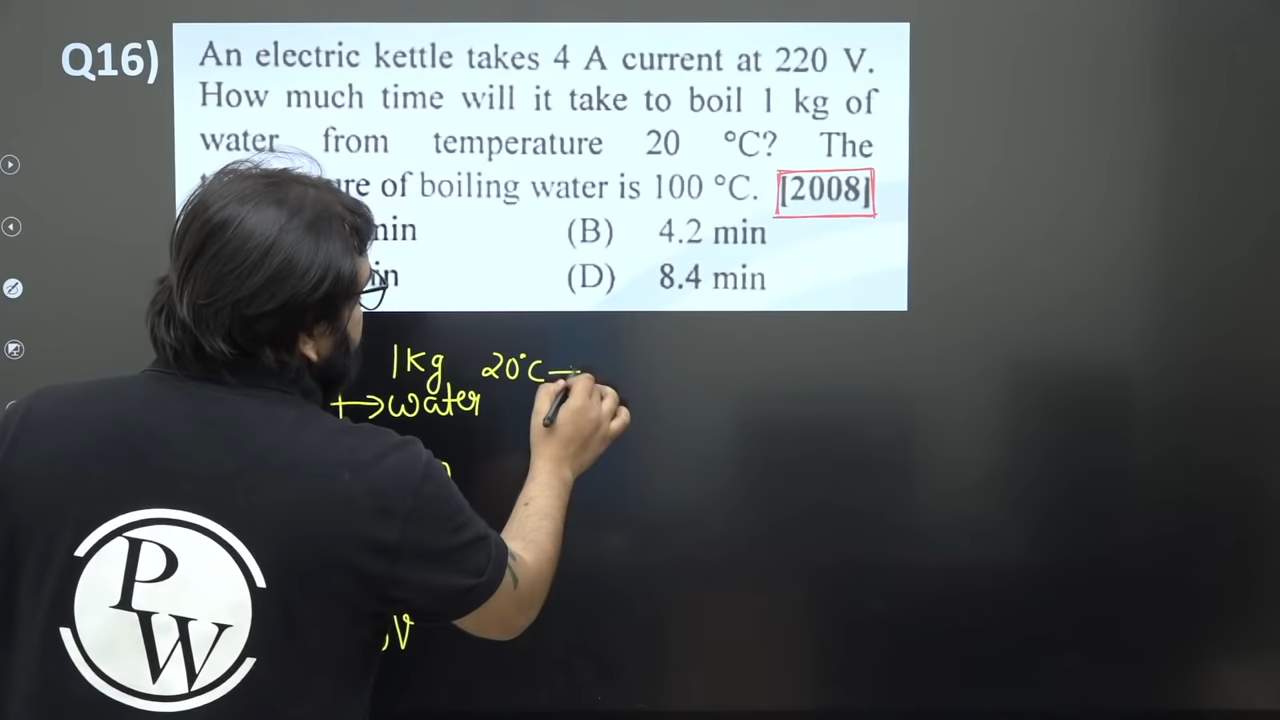 Q16)
An electric kettle takes 4 A current at 220 V.
How much time will it take to boil 1 kg of
water from temperature 20 °C? The
of boiling water is 100 °C. [2008]
min (B) 4.2 min
(D) 8.4 min
1kg 20°C →
→ water
V
PW